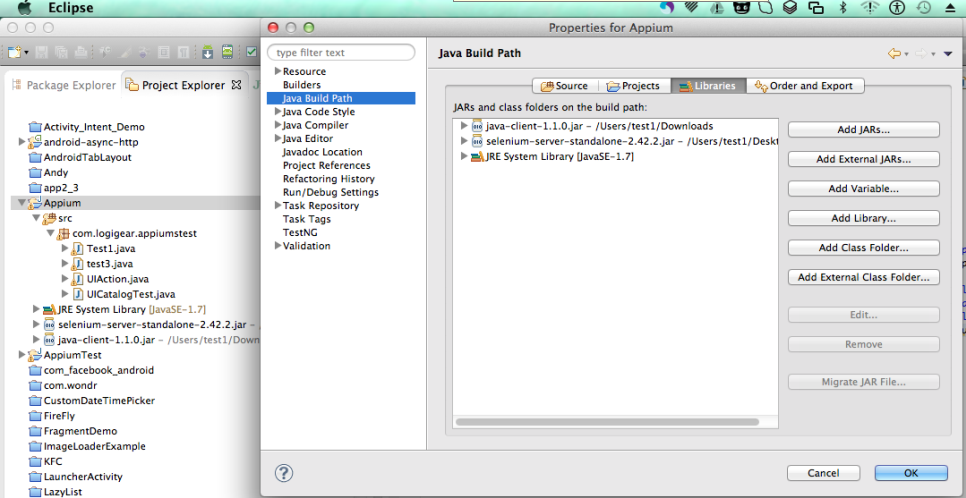 Eclipse
Properties for Appium
Package Explorer
Project Explorer
J
type filter text
Resource
Builders
Java Build Path
Java Code Style
Java Compiler
Java Editor
Javadoc Location
Project References
Refactoring History
Run/Debug Settings
Task Repository
Task Tags
TestNG
Validation
Java Build Path
Source
Projects
Libraries
Order and Export
JARs and class folders on the build path:
java-client-1.1.0.jar - /Users/test1/Downloads
selenium-server-standalone-2.42.2.jar - /Users/test1/Deskt
JRE System Library [JavaSE-1.7]
Add JARs...
Add External JARs...
Add Variable...
Add Library...
Add Class Folder...
Add External Class Folder...
Edit...
Remove
Migrate JAR File...
Cancel
OK
Activity_Intent_Demo
android-async-http
AndroidTabLayout
Andy
app2_3
Appium
src
com.logigear.appiumstest
Test1.java
test3.java
UIAction.java
UICatalogTest.java
JRE System Library [JavaSE-1.7]
selenium-server-standalone-2.42.2.jar -
java-client-1.1.0.jar - /Users/test1/Down
AppiumTest
com_facebook_android
com.wondr
CustomDateTimePicker
FireFly
FragmentDemo
ImageLoaderExample
KFC
LauncherActivity
LazyList